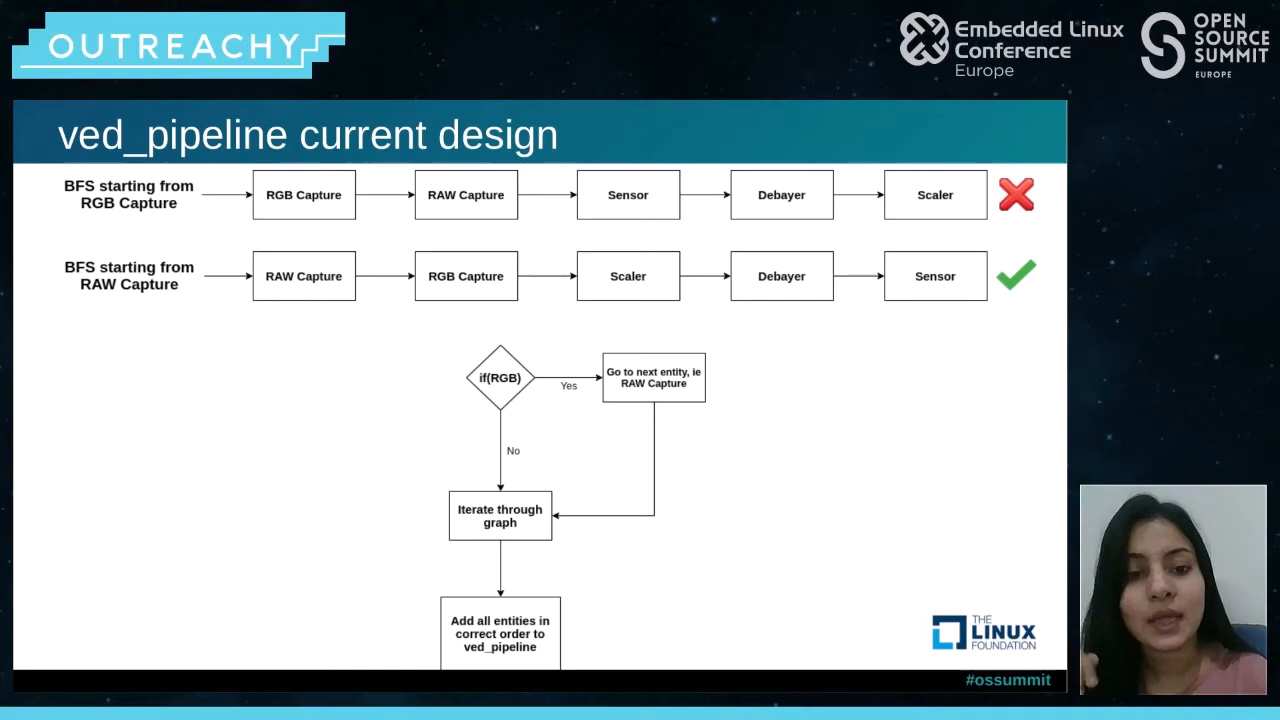 OUTREACHY
Embedded Linux
Conference
Europe
OPEN
SOURCE
SUMMIT
EUROPE
ved_pipeline current design
BFS starting from
RGB Capture
RGB Capture
RAW Capture
Sensor
Debayer
Scaler
BFS starting from
RAW Capture
RAW Capture
RGB Capture
Scaler
Debayer
Sensor
if(RGB)
Yes
Go to next entity, ie
RAW Capture
No
Iterate through
graph
Add all entities in
correct order to
ved_pipeline
THE
LINUX
FOUNDATION
#ossummit